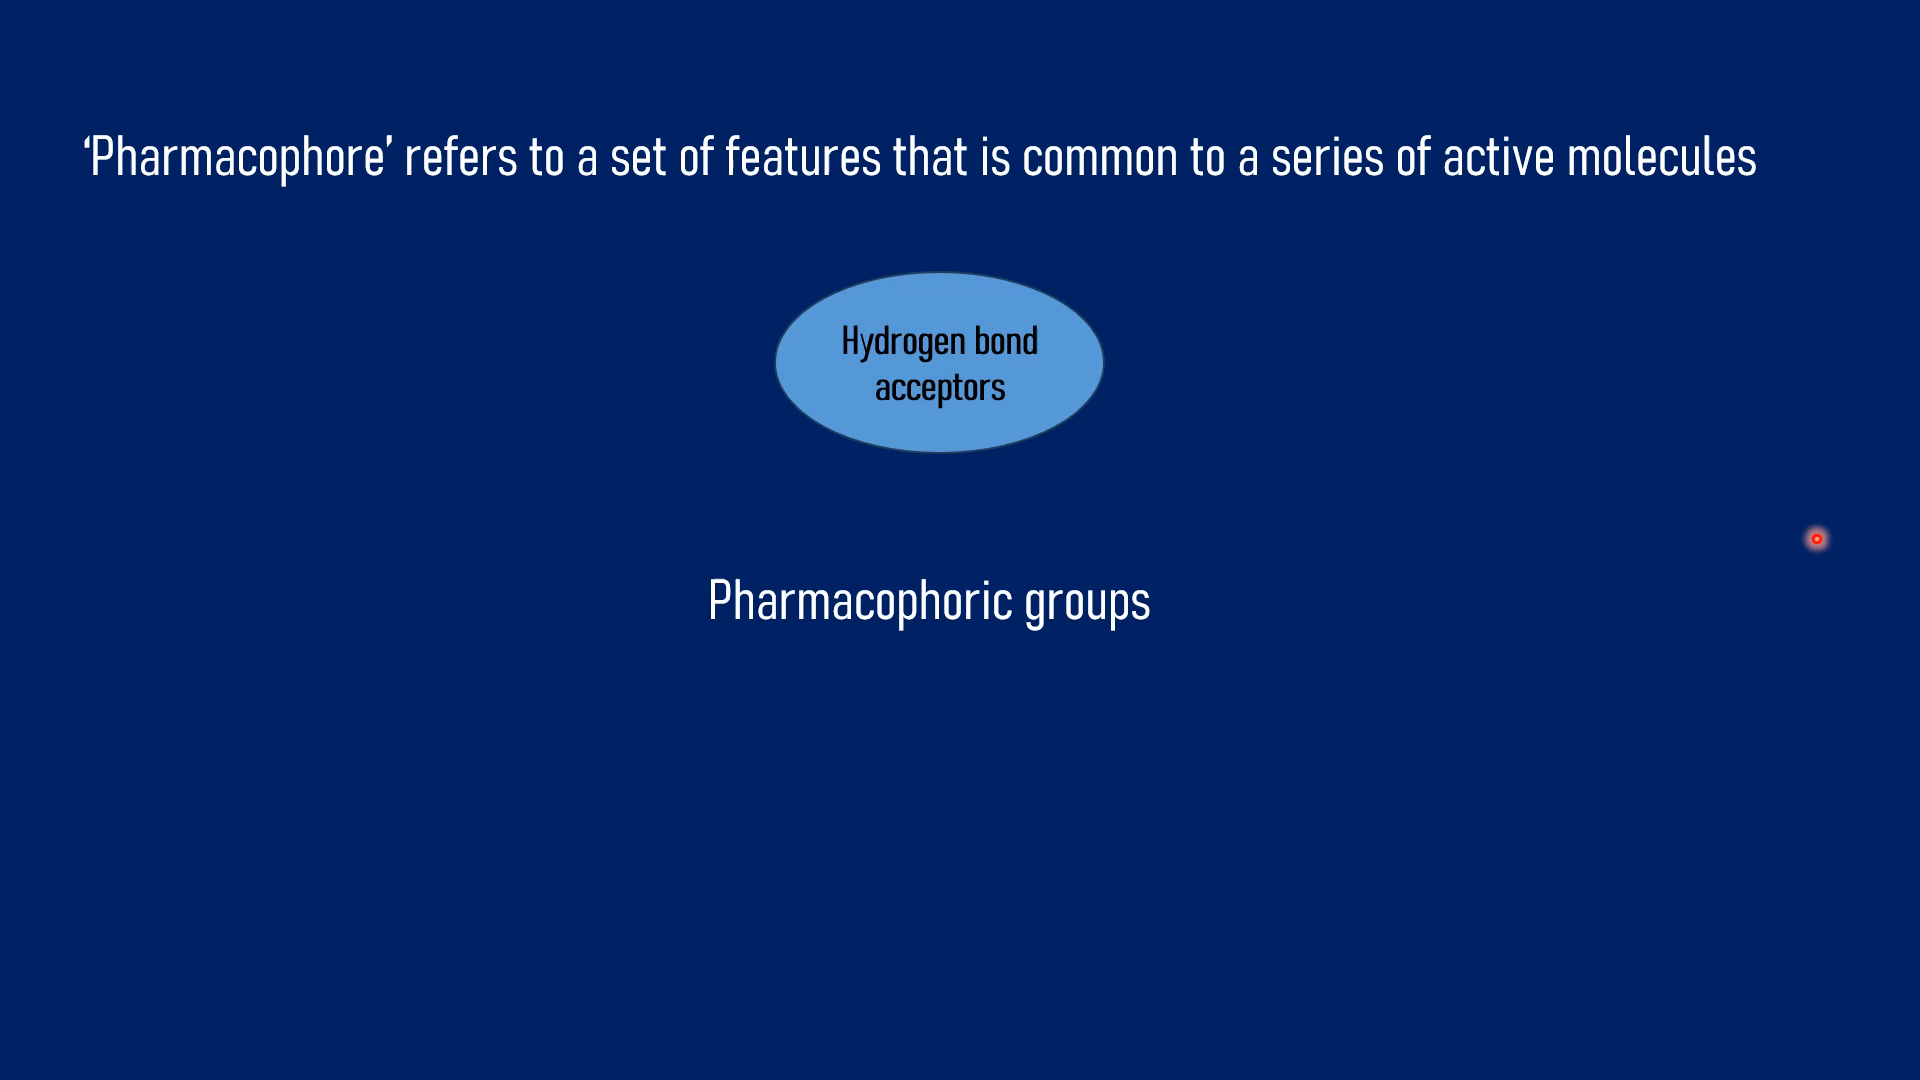 ‘Pharmacophore’ refers to a set of features that is common to a series of active molecules
Hydrogen bond
acceptors
Pharmacophoric groups